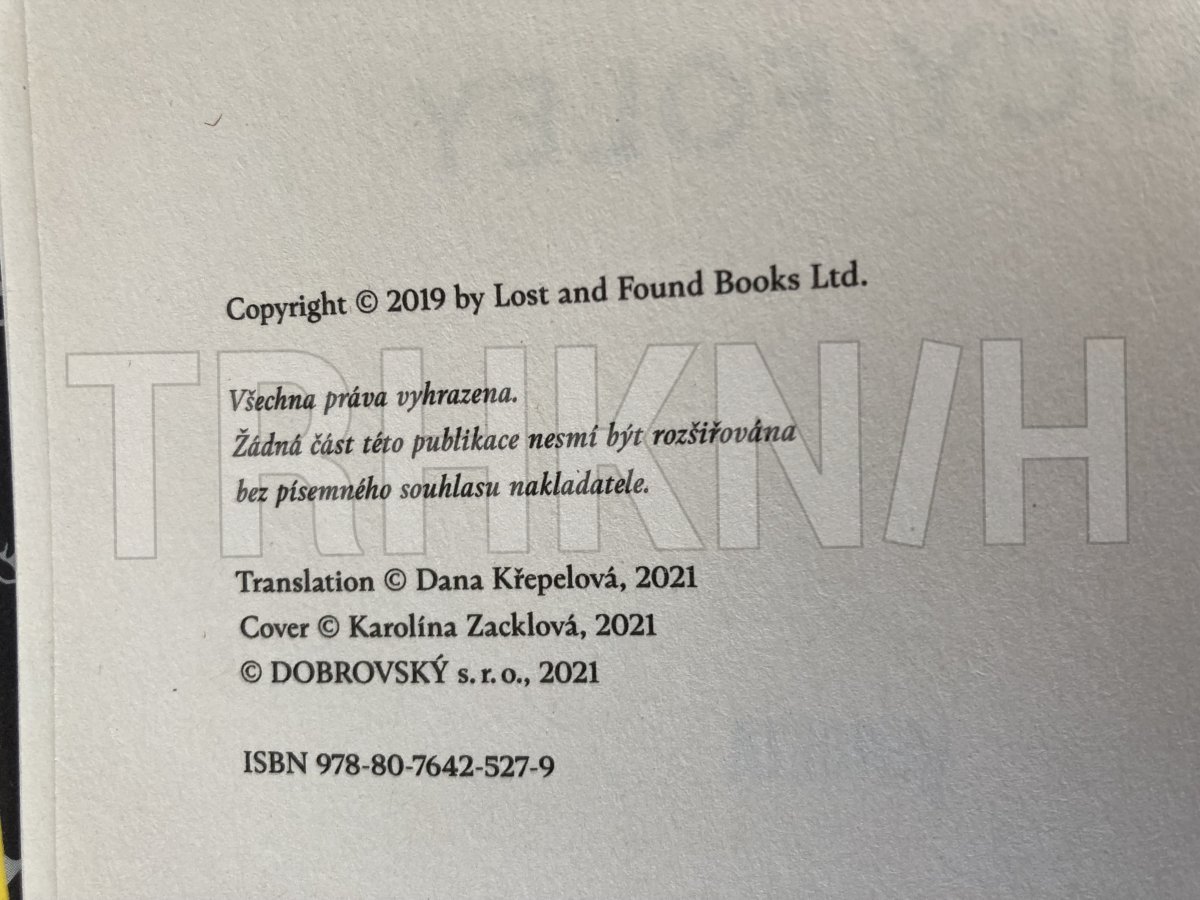 Copyright © 2019 by Lost and Found Books Ltd.
Všechna práva vyhrazena.
Žádná část této publikace nesmí být rozšiřována
bez písemného souhlasu nakladatele.
TRHKN/H
Translation © Dana Křepelová, 2021
Cover © Karolína Zacklová, 2021
© DOBROVSKÝ s. r. o., 2021
ISBN 978-80-7642-527-9